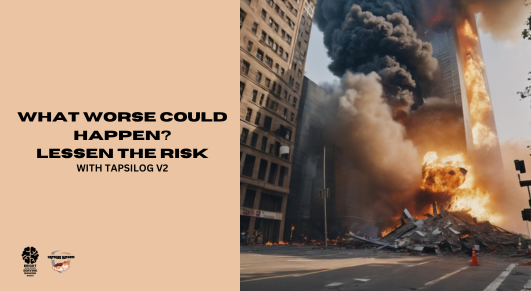 WHAT WORSE COULD
HAPPEN?
LESSEN THE RISK
WITH TAPSILOG V2